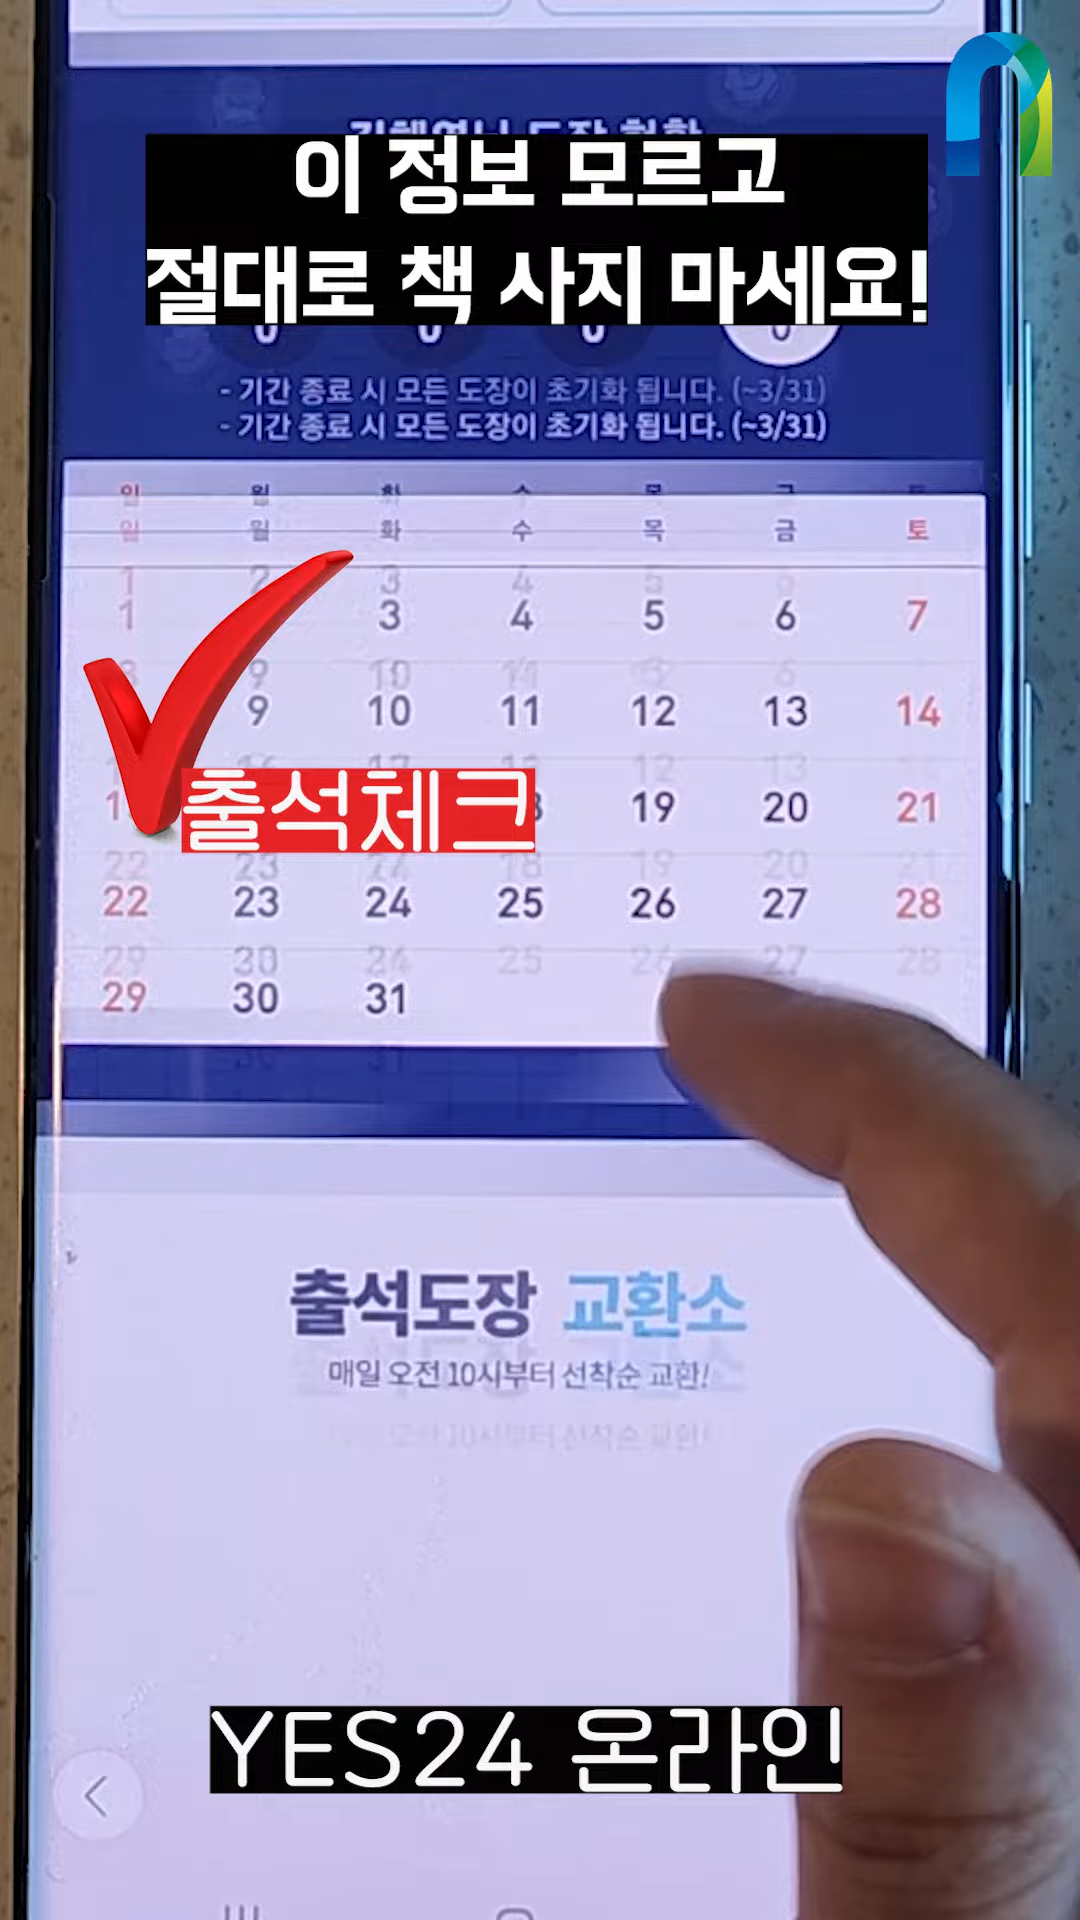 이 정보 모르고
절대로 책 사지 마세요!
0 0 0 0
- 기간 종료 시 모든 도장이 초기화 됩니다. (~3/31)
- 기간 종료 시 모든 도장이 초기화 됩니다. (~3/31)
일 월 화 수 목 금 토
1 3 4 5 6 7
9 10 11 12 13 14
출석체크 19 20 21
22 23 24 25 26 27 28
29 30 31
출석도장 교환소
매일 오전 10시부터 선착순 교환!
YES24 온라인